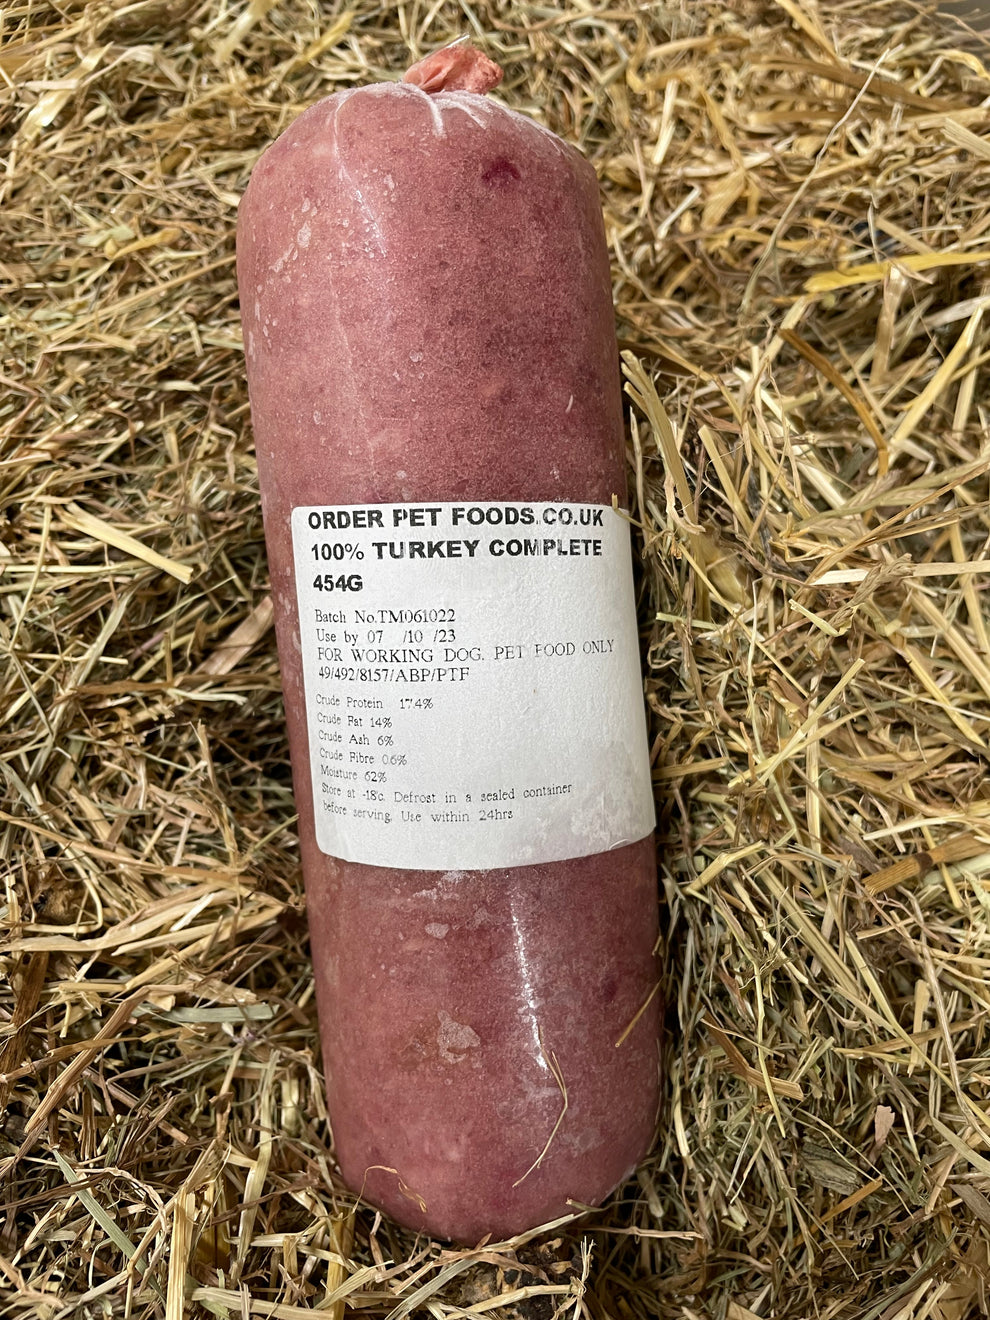 ORDER PET FOODS.CO.UK
100% TURKEY COMPLETE
454G
Batch No.TM061022
Use by 07 /10 /23
FOR WORKING DOG. PET FOOD ONLY
49/492/8157/ABP/PTF
Crude Protein 17.4%
Crude Fat 14%
Crude Ash 6%
Crude Fibre 0.6%
Moisture 62%
Store at -18c. Defrost in a sealed container
before serving. Use within 24hrs